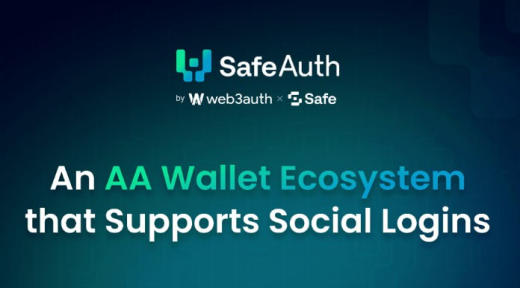 SafeAuth
by web3auth × Safe
An AA Wallet Ecosystem
that Supports Social Logins